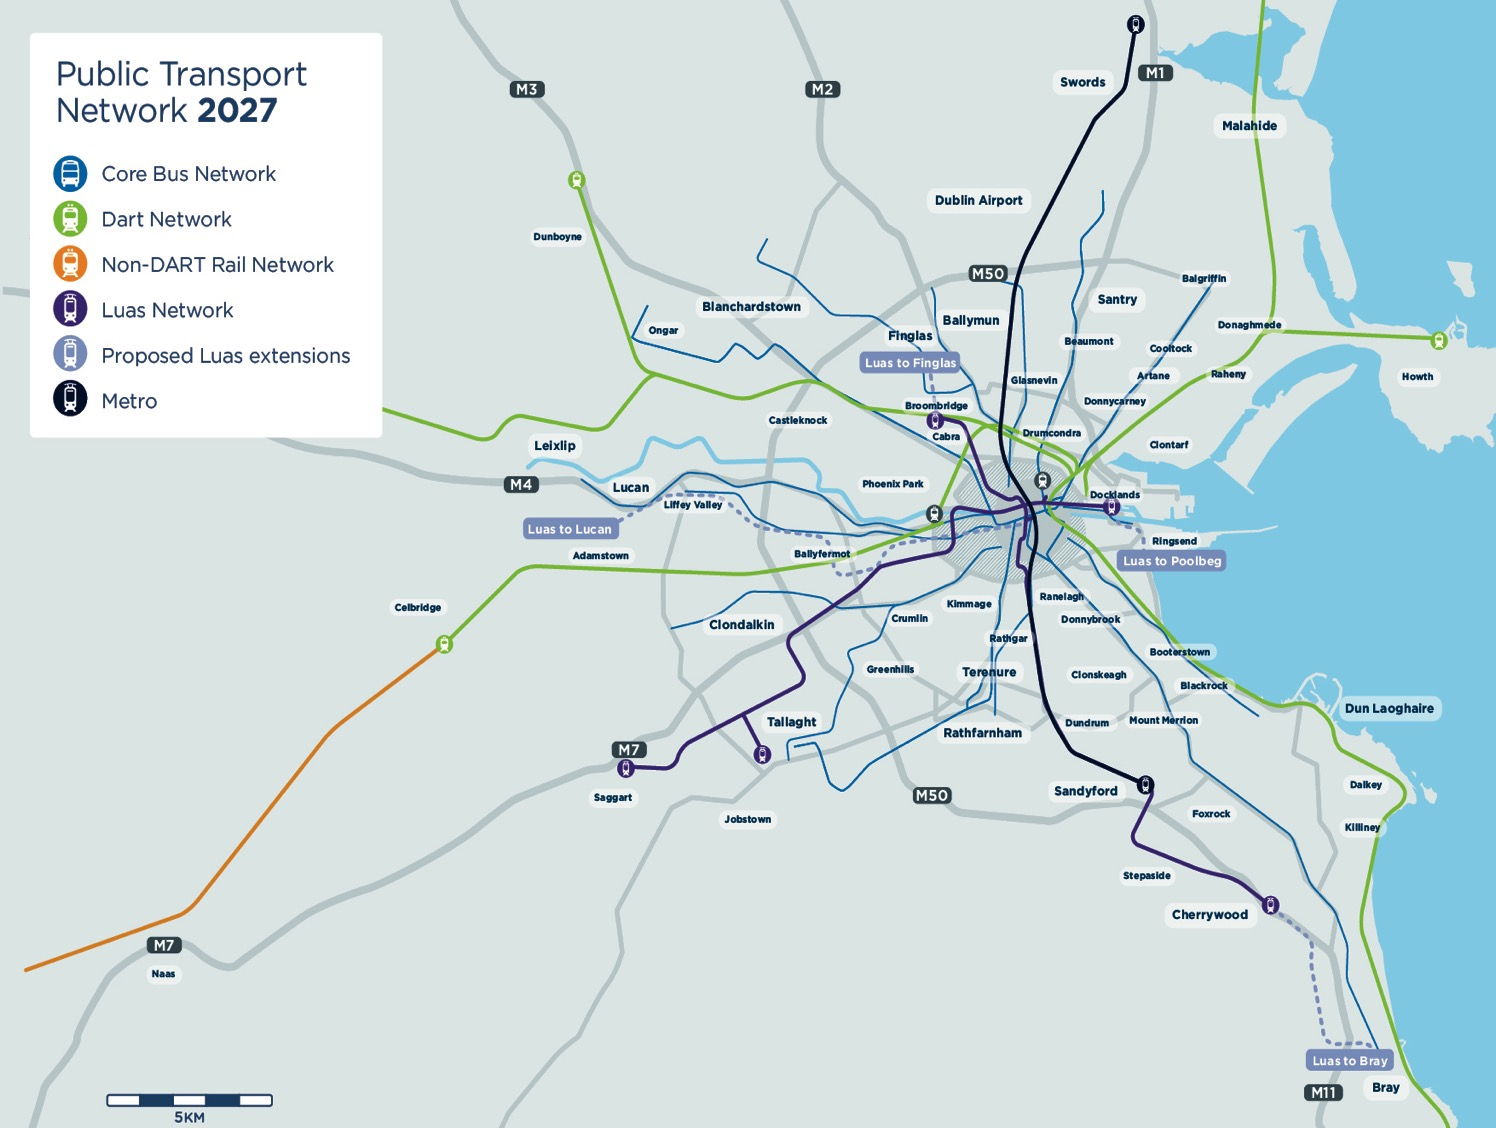 Public Transport
Network 2027
Core Bus Network
Dart Network
Non-DART Rail Network
Luas Network
Proposed Luas extensions
Metro
M3
M2
M1
Swords
Malahide
Dublin Airport
Dunboyne
M50
Balgriffin
Blanchardstown
Santry
Ballymun
Donaghmede
Ongar
Finglas
Beaumont
Cooltock
Luas to Finglas
Glasnevin
Artane
Raheny
Howth
Broombridge
Donnycarney
Castleknock
Cabra
Drumcondra
Clontarf
Leixlip
M4
Lucan
Phoenix Park
Docklands
Liffey Valley
Luas to Lucan
Ringsend
Adamstown
Ballyfermot
Luas to Poolbeg
Celbridge
Kimmage
Ranelagh
Clondalkin
Crumlin
Donnybrook
Rathgar
Booterstown
Greenhills
Terenure
Clonskeagh
Blackrock
Dun Laoghaire
Tallaght
Dundrum
Mount Merrion
Rathfarnham
M7
Saggart
M50
Sandyford
Dalkey
Jobstown
Foxrock
Killiney
Stepaside
Cherrywood
M7
Naas
Luas to Bray
Bray
M11
5KM